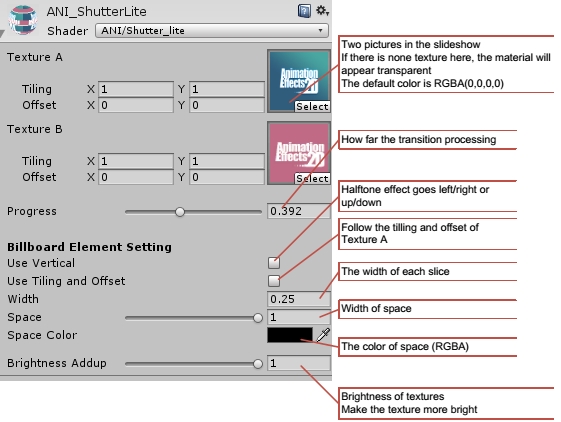 ANI_ShutterLite
Shader ANI/Shutter_lite
Texture A
Tiling X 1 Y 1
Offset X 0 Y 0
Animation
Effects 2D
Select
Texture B
Tiling X 1 Y 1
Offset X 0 Y 0
Animation
Effects 2D
Select
Progress 0.392
Billboard Element Setting
Use Vertical
Use Tiling and Offset
Width 0.25
Space 1
Space Color
Brightness Addup 1
Two pictures in the slideshow
If there is none texture here, the material will
appear transparent
The default color is RGBA(0,0,0,0)
How far the transition processing
Halftone effect goes left/right or
up/down
Follow the tilling and offset of
Texture A
The width of each slice
Width of space
The color of space (RGBA)
Brightness of textures
Make the texture more bright